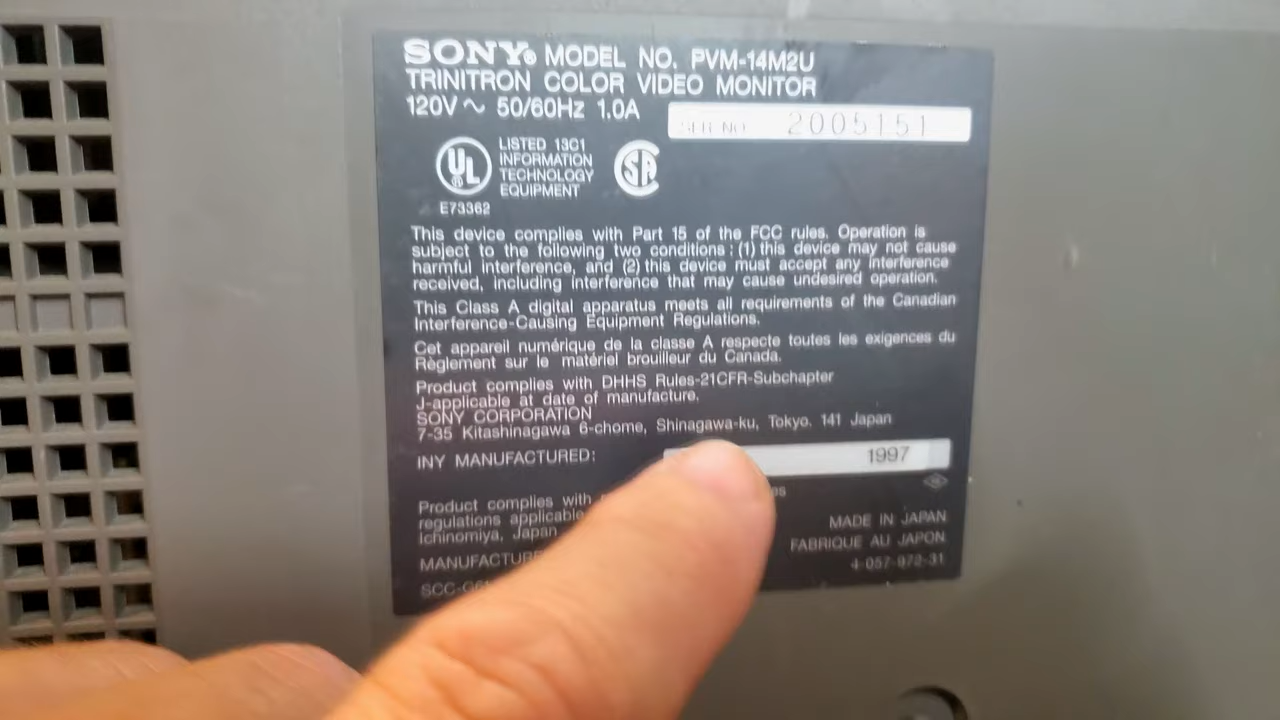 SONY® MODEL NO. PVM-14M2U
TRINITRON COLOR VIDEO MONITOR
120V ～ 50/60Hz 1.0A
SER NO. 2005151
UL
LISTED 13C1
INFORMATION
TECHNOLOGY
EQUIPMENT
SA
E73362
This device complies with Part 15 of the FCC rules. Operation is
subject to the following two conditions : (1) this device may not cause
harmful interference, and (2) this device must accept any interference
received, including interference that may cause undesired operation.
This Class A digital apparatus meets all requirements of the Canadian
Interference-Causing Equipment Regulations.
Cet appareil numérique de la classe A respecte toutes les exigences du
Règlement sur le matériel brouilleur du Canada.
Product complies with DHHS Rules-21CFR-Subchapter
J-applicable at date of manufacture.
SONY CORPORATION
7-35 Kitashinagawa 6-chome, Shinagawa-ku, Tokyo. 141 Japan
INY MANUFACTURED: 1997
Product complies with
regulations applicable
Ichinomiya, Japan
MADE IN JAPAN
FABRIQUE AU JAPON
4-057-972-31